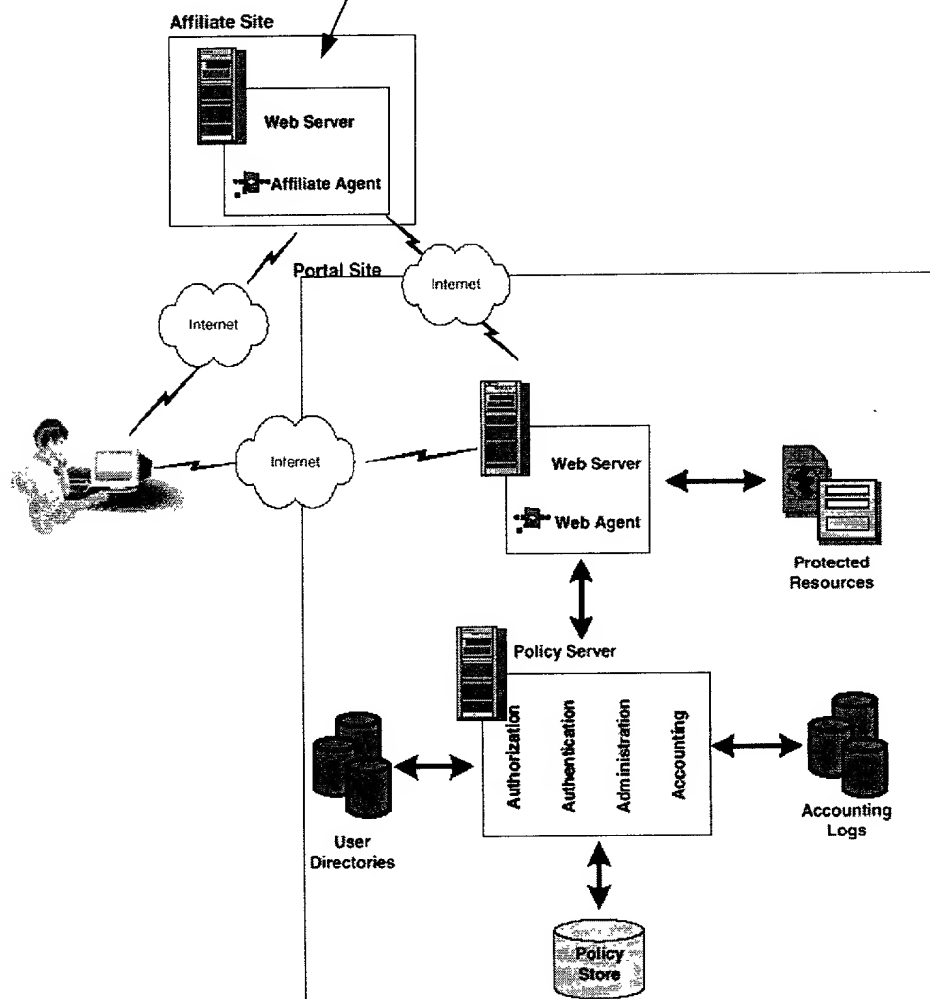 Affiliate Site
Web Server
Affiliate Agent
Portal Site
Internet
Internet
Internet
Web Server
Web Agent
Protected
Resources
Policy Server
Authorization
Authentication
Administration
Accounting
User
Directories
Accounting
Logs
Policy
Store